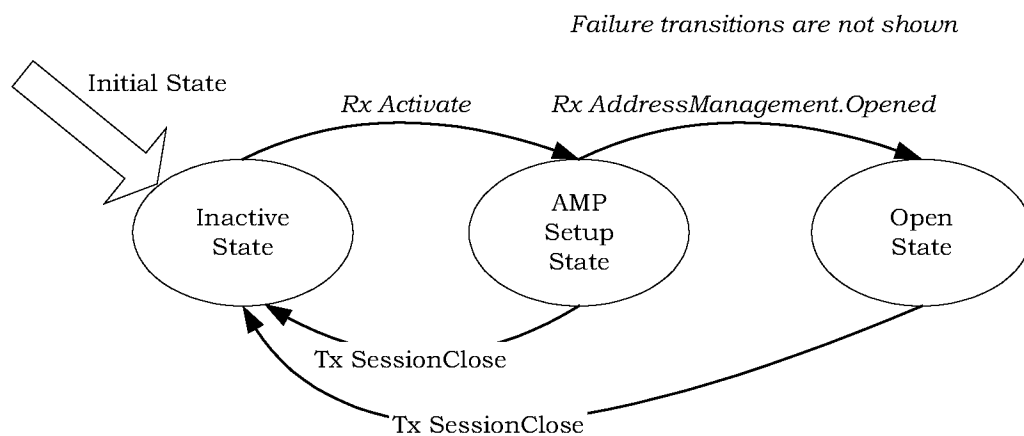 Failure transitions are not shown
Initial State
Rx Activate
Rx AddressManagement.Opened
Inactive
State
AMP
Setup
State
Open
State
Tx SessionClose
Tx SessionClose